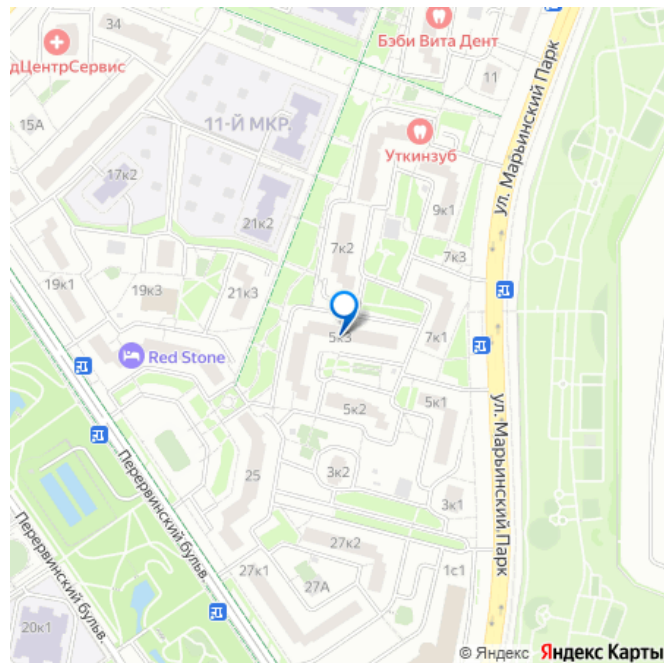 34
Бэби Вита Дент
дЦентрСервис
11
15А
11-Й МКР.
Уткинзуб
ул. Марьинский Парк
17к2
21к2
9к1
7к2
7к3
19к1
19к3
21к3
5к3
7к1
Red Stone
5к2
5к1
ул. Марьинский Парк
25
3к2
3к1
Перервинский бульв.
Перервинский бульв.
27к2
27к1
27А
1с1
20к1
© Яндекс Яндекс Карты